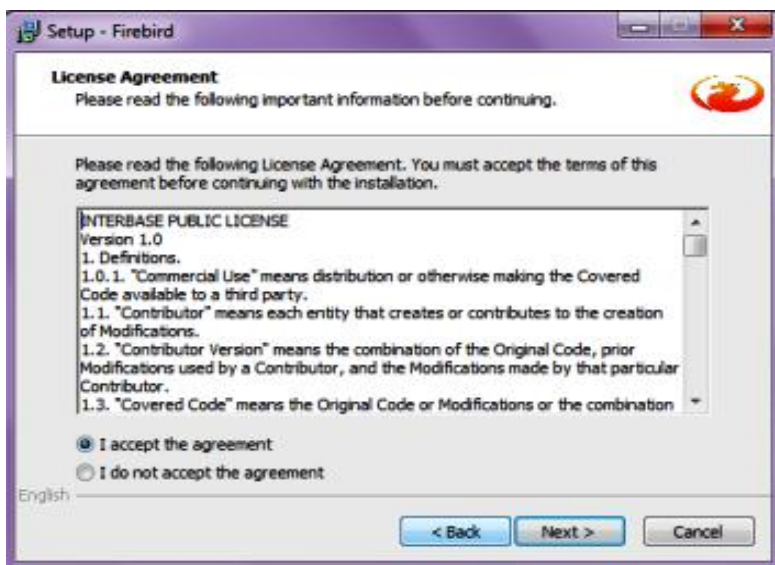 Setup - Firebird
License Agreement
Please read the following important information before continuing.
Please read the following License Agreement. You must accept the terms of this
agreement before continuing with the installation.
INTERBASE PUBLIC LICENSE
Version 1.0
1. Definitions.
1.0.1. "Commercial Use" means distribution or otherwise making the Covered
Code available to a third party.
1.1. "Contributor" means each entity that creates or contributes to the creation
of Modifications.
1.2. "Contributor Version" means the combination of the Original Code, prior
Modifications used by a Contributor, and the Modifications made by that particular
Contributor.
1.3. "Covered Code" means the Original Code or Modifications or the combination
I accept the agreement
I do not accept the agreement
English
< Back Next > Cancel